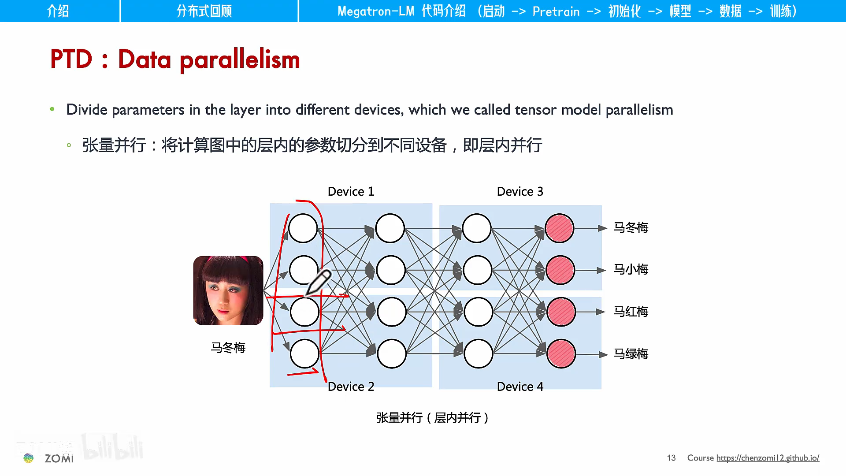 介绍
分布式回顾
Megatron-LM 代码介绍 （启动 -> Pretrain -> 初始化 -> 模型 -> 数据 -> 训练）
PTD：Data parallelism
• Divide parameters in the layer into different devices, which we called tensor model parallelism
◦ 张量并行：将计算图中的层内的参数切分到不同设备，即层内并行
Device 1
Device 3
马冬梅
马小梅
马红梅
马冬梅
马绿梅
Device 2
Device 4
张量并行（层内并行）
bilibili
ZOMI
13 Course https://chenzomi12.github.io/